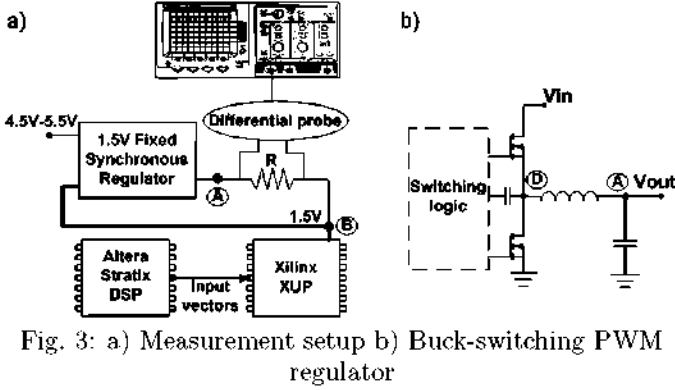 a)
b)
Differential probe
4.5V-5.5V
1.5V Fixed
Synchronous
Regulator
R
A
1.5V
B
Altera
Stratix
DSP
Input
vectors
Xilinx
XUP
Vin
Switching
logic
D
A
Vout
Fig. 3: a) Measurement setup b) Buck-switching PWM
regulator